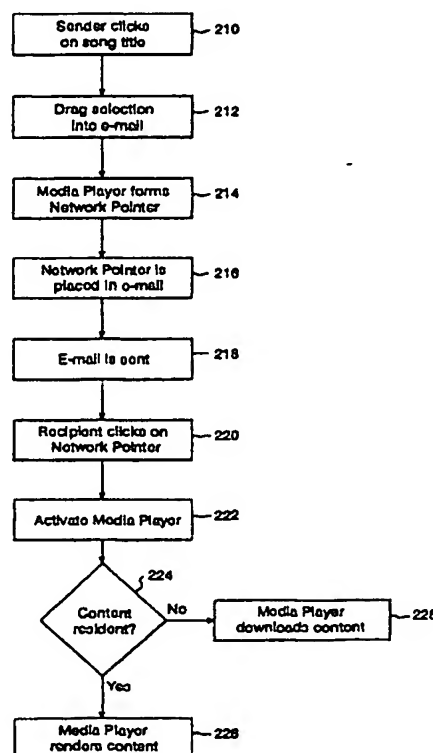 Sender clicks
on song title
210
Drag selection
into e-mail
212
Media Player forms
Network Pointer
214
Network Pointer is
placed in e-mail
216
E-mail is sent
218
Recipient clicks on
Network Pointer
220
Activate Media Player
222
224
Content
resident?
No
Media Player
downloads content
228
Yes
Media Player
renders content
226